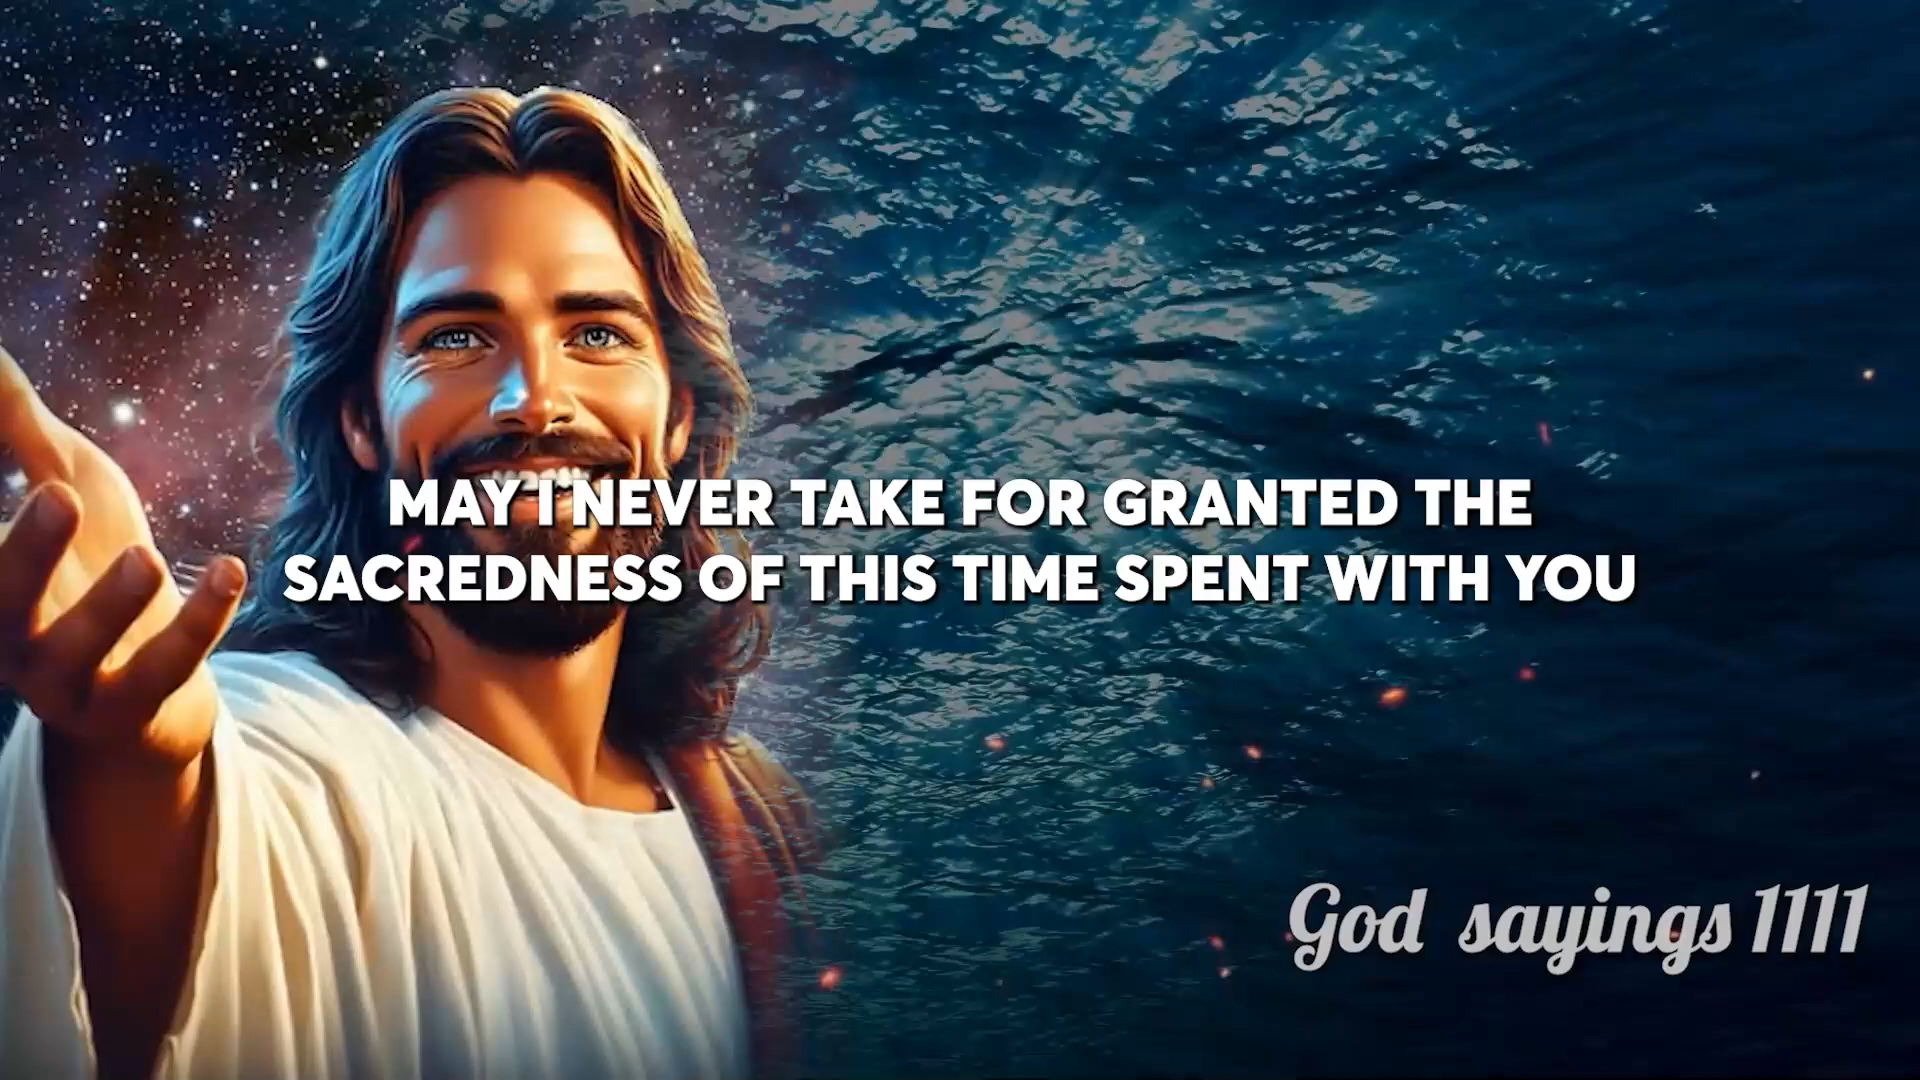 MAY I NEVER TAKE FOR GRANTED THE
SACREDNESS OF THIS TIME SPENT WITH YOU
God sayings 1111